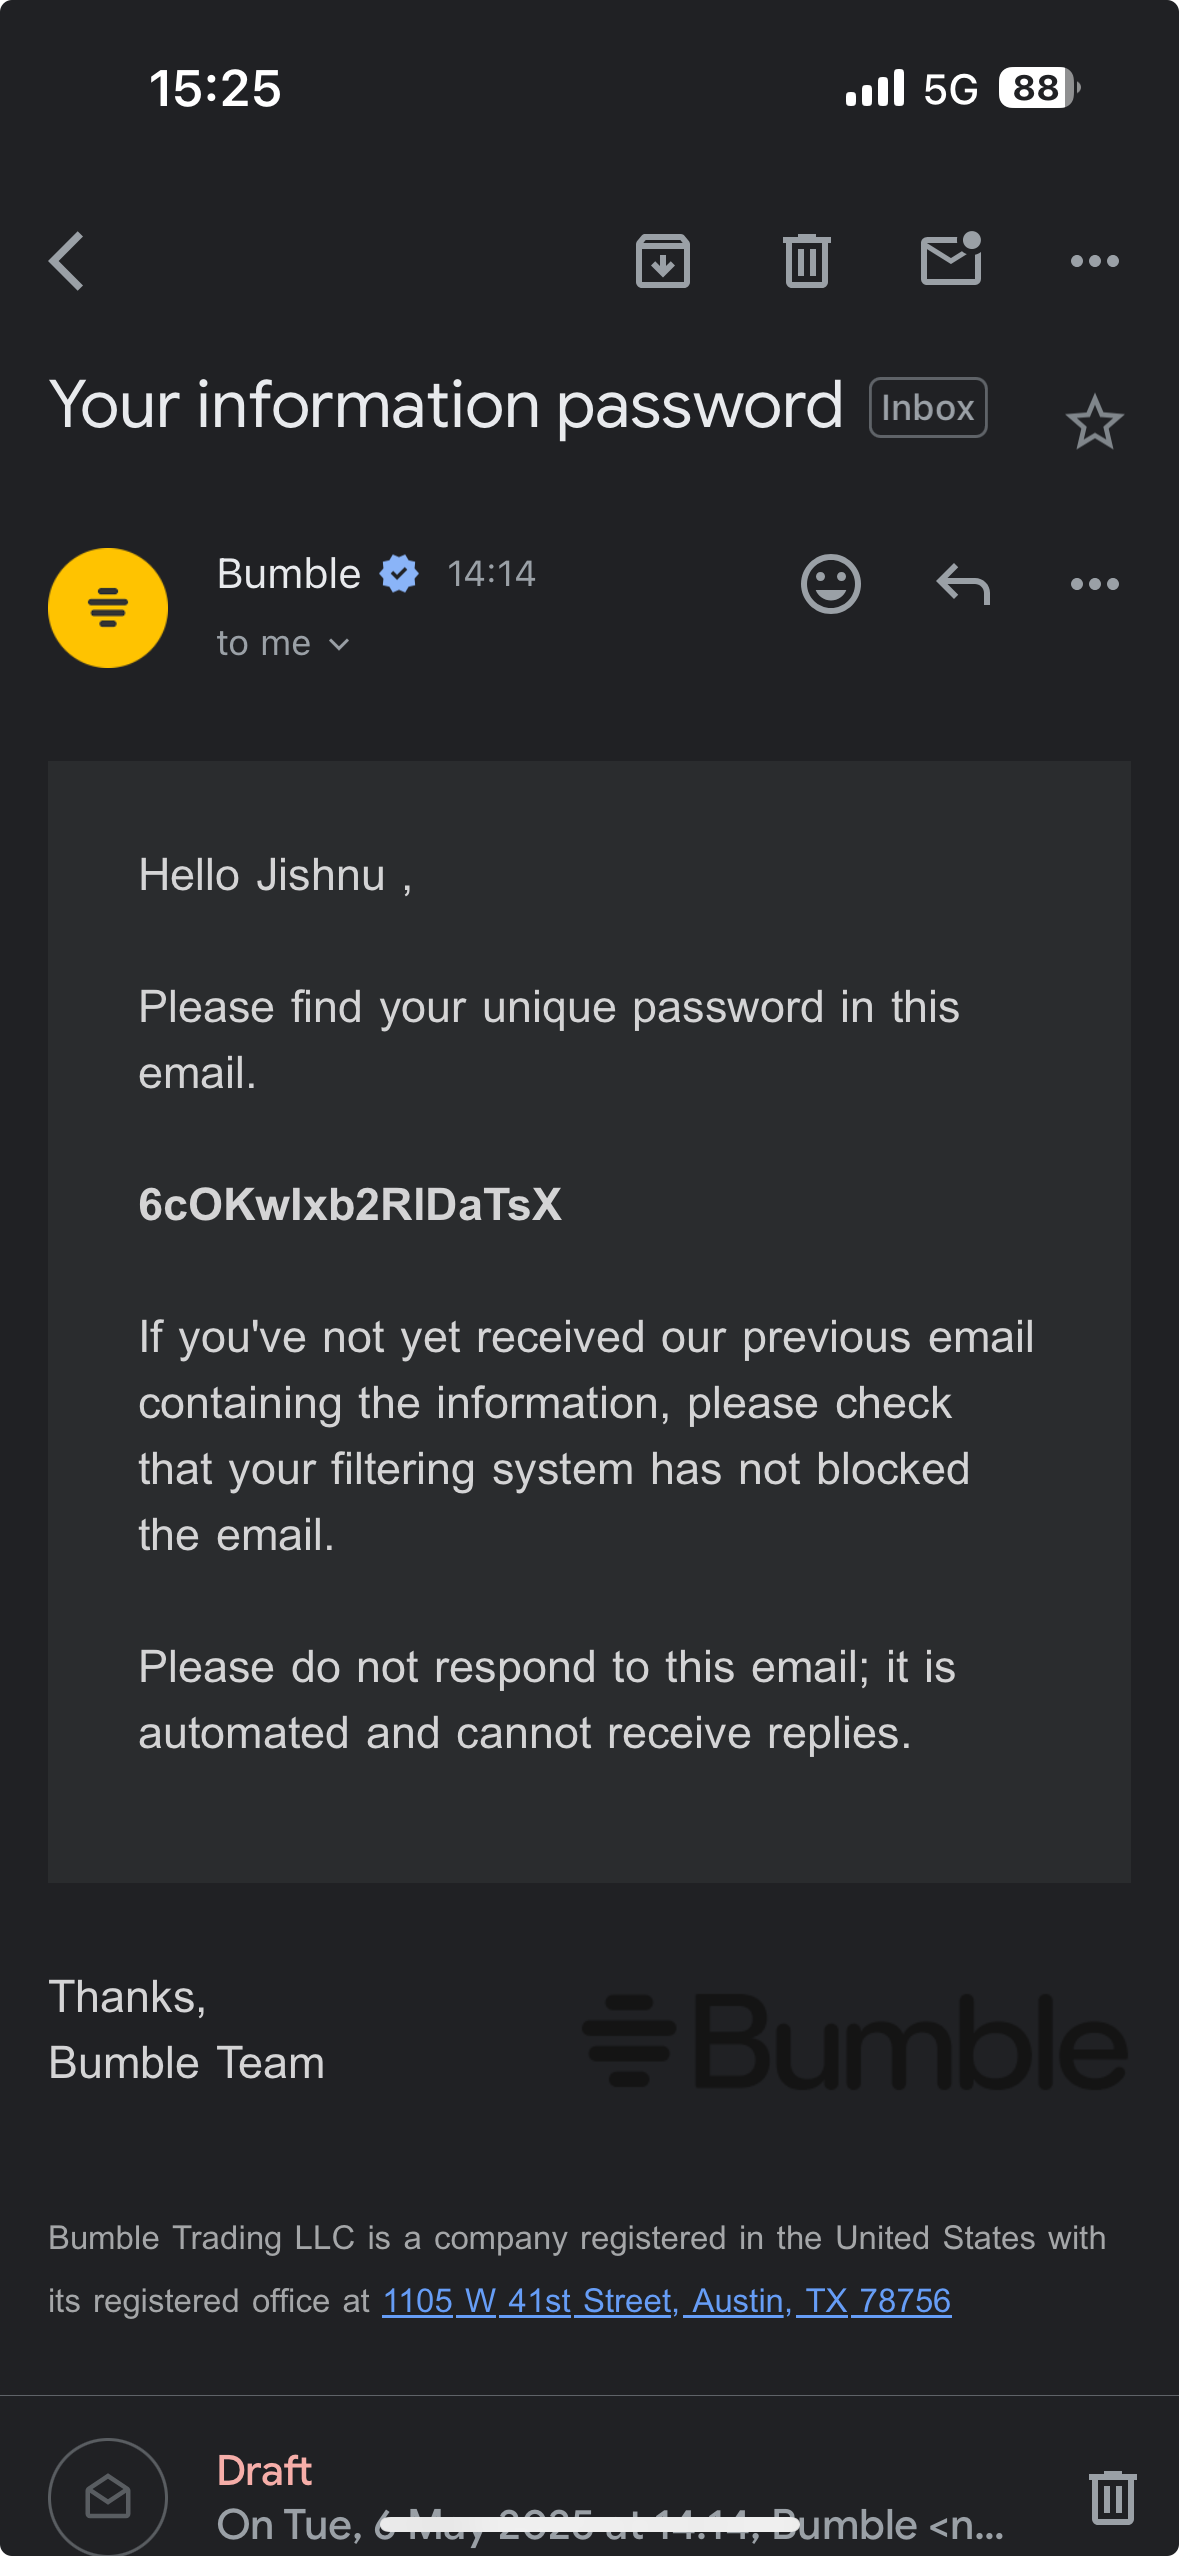 15:25
5G 88
Your information password Inbox
Bumble 14:14
to me
Hello Jishnu ,
Please find your unique password in this
email.
6cOKwlxb2RlDaTsX
If you've not yet received our previous email
containing the information, please check
that your filtering system has not blocked
the email.
Please do not respond to this email; it is
automated and cannot receive replies.
Thanks,
Bumble Team
Bumble
Bumble Trading LLC is a company registered in the United States with
its registered office at 1105 W 41st Street, Austin, TX 78756
Draft
On Tue, 6 May 2025 at 14:14, Bumble <n...